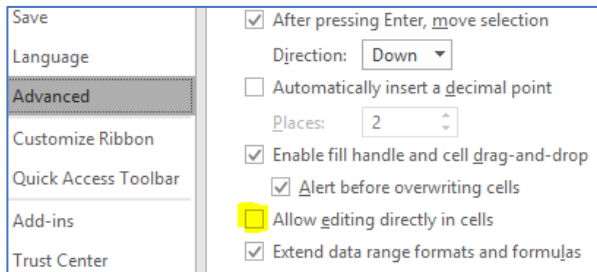 Save
Language
Advanced
Customize Ribbon
Quick Access Toolbar
Add-ins
Trust Center
After pressing Enter, move selection
Direction: Down
Automatically insert a decimal point
Places: 2
Enable fill handle and cell drag-and-drop
Alert before overwriting cells
Allow editing directly in cells
Extend data range formats and formulas